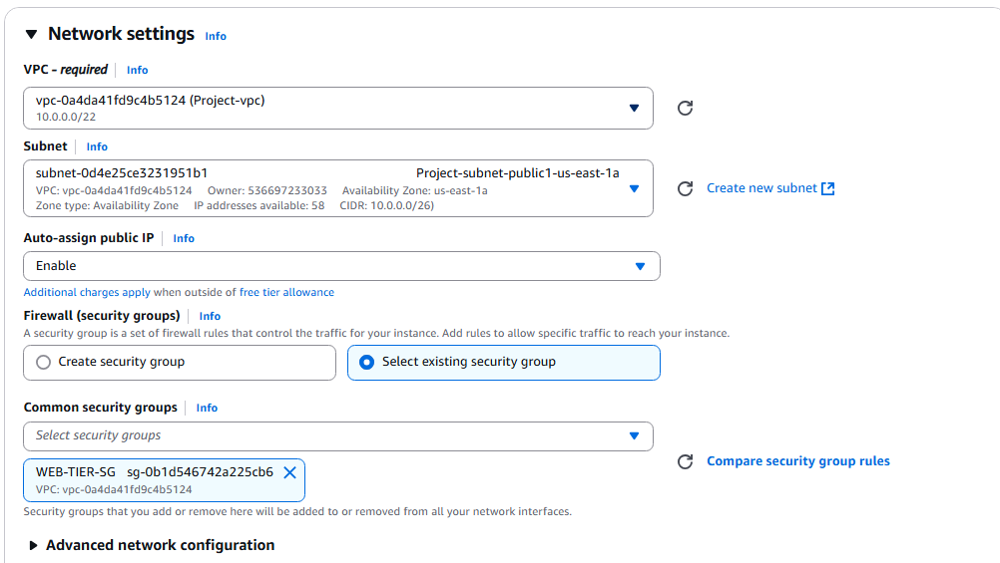 Network settings Info
VPC - required Info
vpc-0a4da41fd9c4b5124 (Project-vpc)
10.0.0.0/22
Subnet Info
subnet-0d4e25ce3231951b1 Project-subnet-public1-us-east-1a
VPC: vpc-0a4da41fd9c4b5124 Owner: 536697233033 Availability Zone: us-east-1a
Zone type: Availability Zone IP addresses available: 58 CIDR: 10.0.0.0/26)
Create new subnet
Auto-assign public IP Info
Enable
Additional charges apply when outside of free tier allowance
Firewall (security groups) Info
A security group is a set of firewall rules that control the traffic for your instance. Add rules to allow specific traffic to reach your instance.
Create security group
Select existing security group
Common security groups Info
Select security groups
WEB-TIER-SG sg-0b1d546742a225cb6
VPC: vpc-0a4da41fd9c4b5124
Compare security group rules
Security groups that you add or remove here will be added to or removed from all your network interfaces.
Advanced network configuration